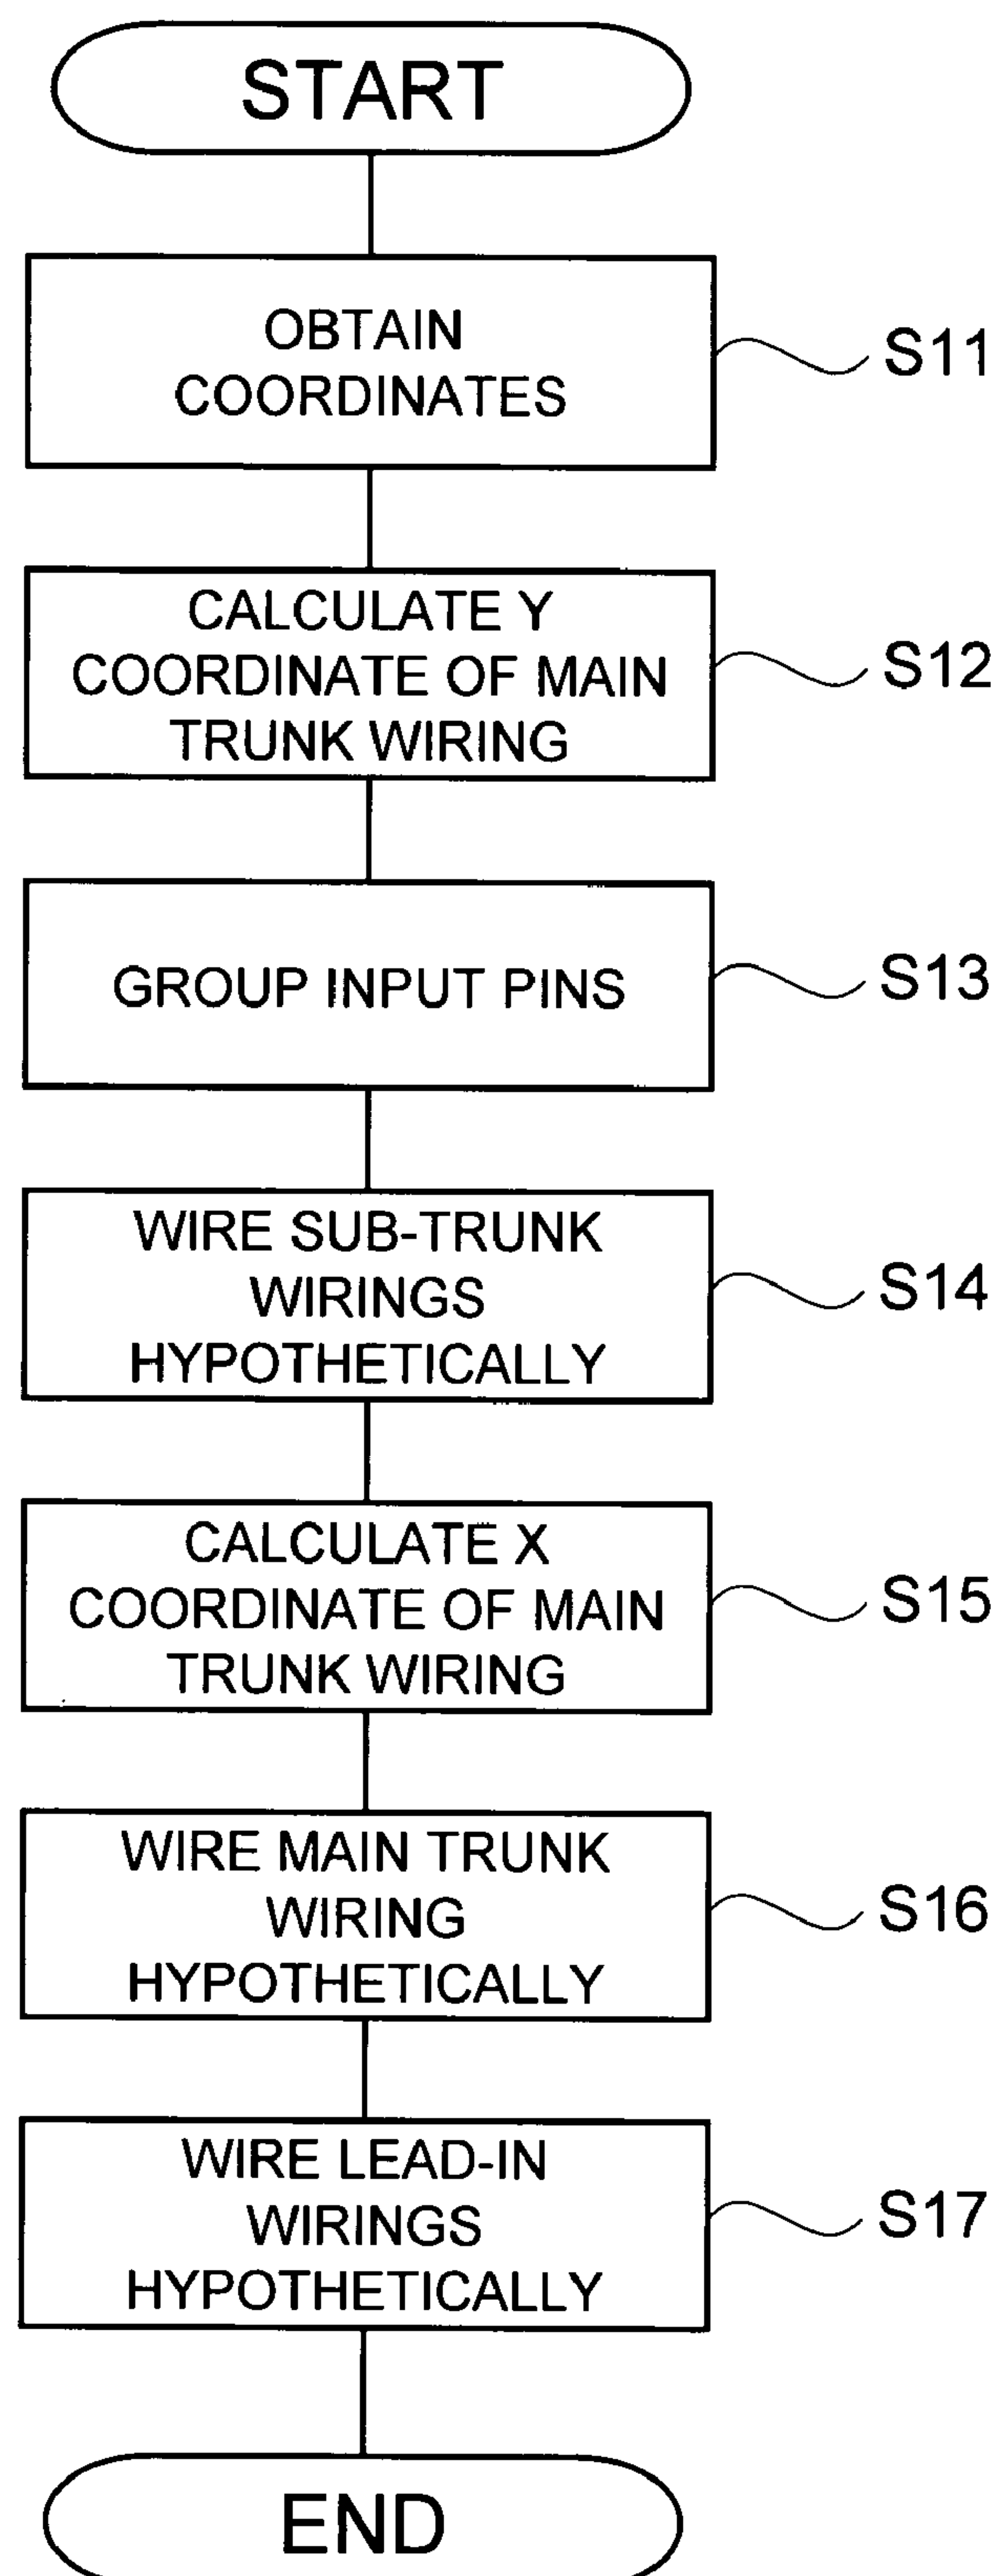 START
OBTAIN
COORDINATES
S11
CALCULATE Y
COORDINATE OF MAIN
TRUNK WIRING
S12
GROUP INPUT PINS
S13
WIRE SUB-TRUNK
WIRINGS
HYPOTHETICALLY
S14
CALCULATE X
COORDINATE OF MAIN
TRUNK WIRING
S15
WIRE MAIN TRUNK
WIRING
HYPOTHETICALLY
S16
WIRE LEAD-IN
WIRINGS
HYPOTHETICALLY
S17
END